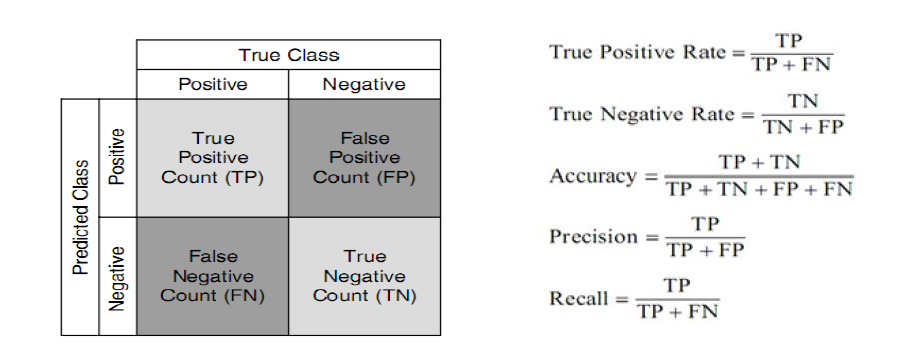 True Class
Positive Negative
Predicted Class
Positive
True Positive Count (TP)
False Positive Count (FP)
Negative
False Negative Count (FN)
True Negative Count (TN)
True Positive Rate = TP / TP + FN
True Negative Rate = TN / TN + FP
Accuracy = TP + TN / TP + TN + FP + FN
Precision = TP / TP + FP
Recall = TP / TP + FN